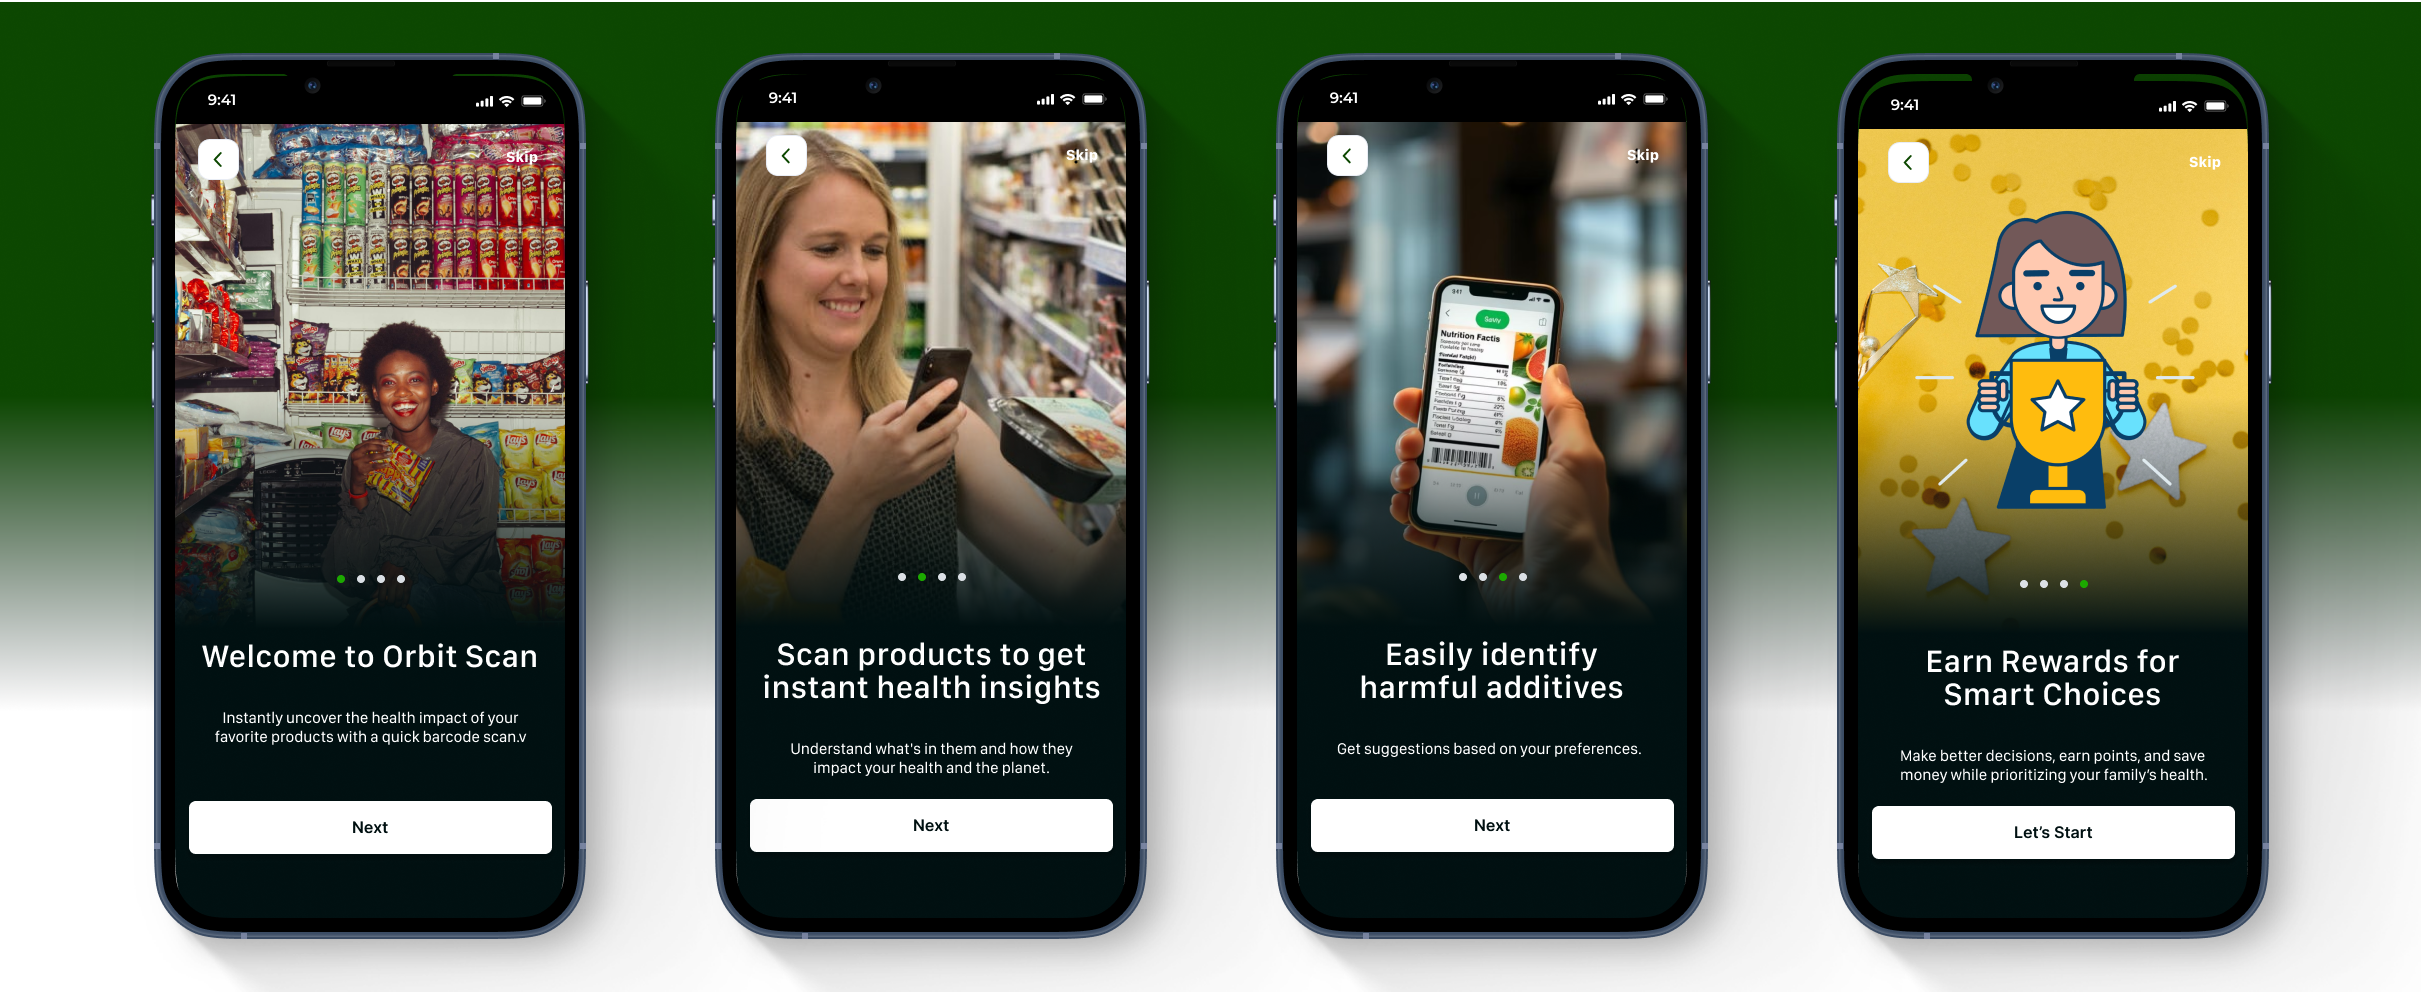 9:41
Skip
Welcome to Orbit Scan
Instantly uncover the health impact of your
favorite products with a quick barcode scan.v
Next
9:41
Skip
Scan products to get
instant health insights
Understand what's in them and how they
impact your health and the planet.
Next
9:41
Skip
9:41
Savvy
Nutrition Factis
Easily identify
harmful additives
Get suggestions based on your preferences.
Next
9:41
Skip
Earn Rewards for
Smart Choices
Make better decisions, earn points, and save
money while prioritizing your family’s health.
Let’s Start